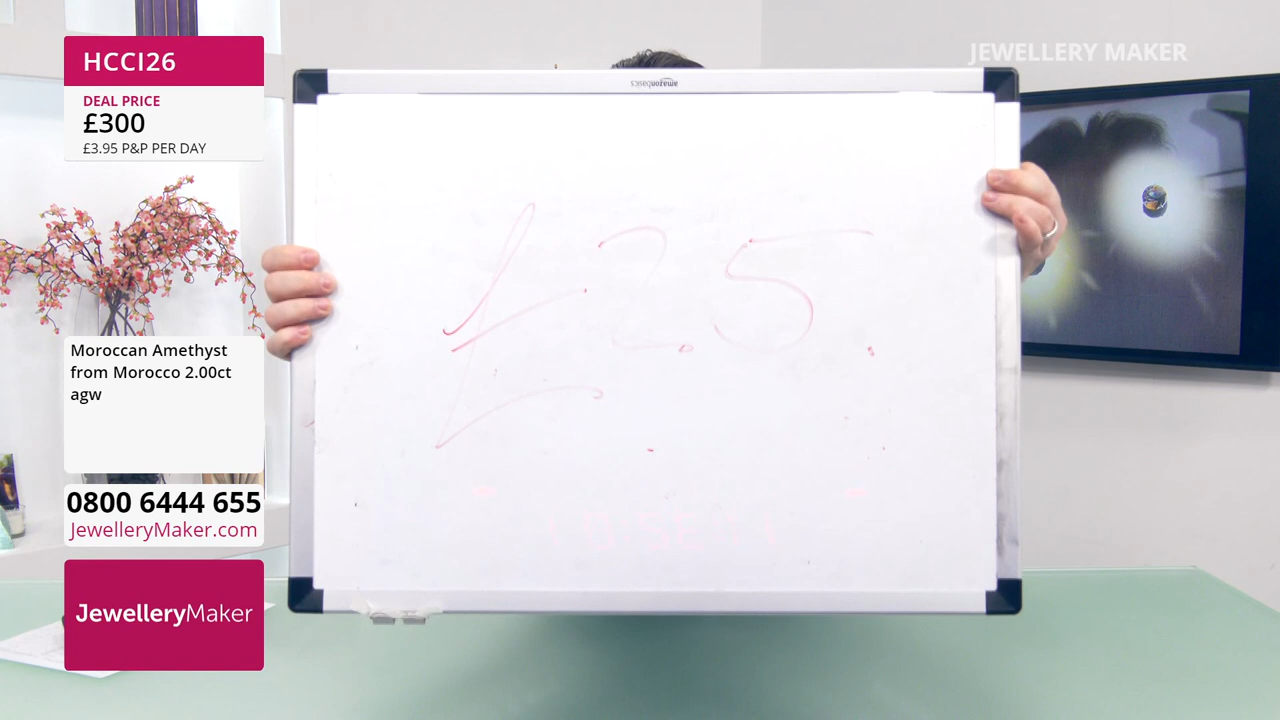 HCCI26
DEAL PRICE
£300
£3.95 P&P PER DAY
JEWELLERY MAKER
amazonbasics
£25
Moroccan Amethyst
from Morocco 2.00ct
agw
0800 6444 655
JewelleryMaker.com
JewelleryMaker